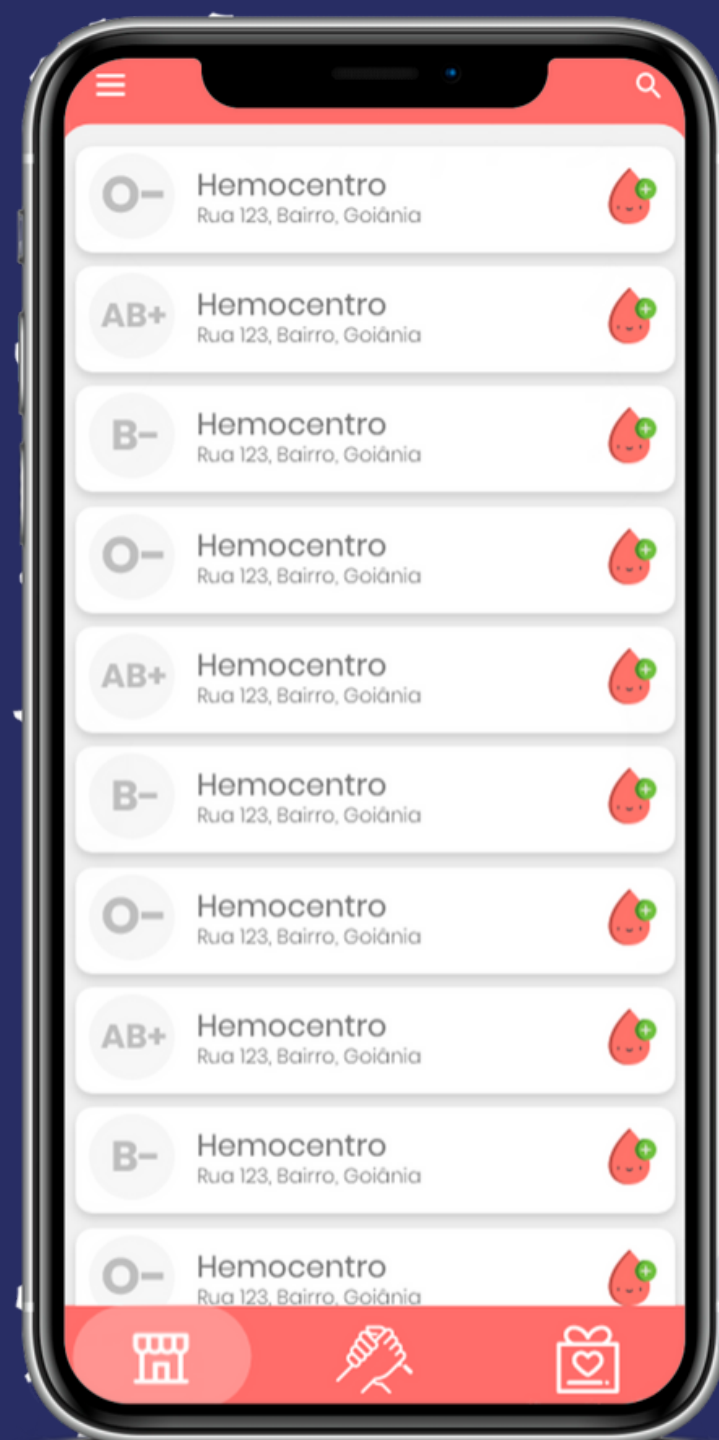 O-
Hemocentro
Rua 123, Bairro, Goiânia
AB+
Hemocentro
Rua 123, Bairro, Goiânia
B-
Hemocentro
Rua 123, Bairro, Goiânia
O-
Hemocentro
Rua 123, Bairro, Goiânia
AB+
Hemocentro
Rua 123, Bairro, Goiânia
B-
Hemocentro
Rua 123, Bairro, Goiânia
O-
Hemocentro
Rua 123, Bairro, Goiânia
AB+
Hemocentro
Rua 123, Bairro, Goiânia
B-
Hemocentro
Rua 123, Bairro, Goiânia
O-
Hemocentro
Rua 123, Bairro, Goiânia